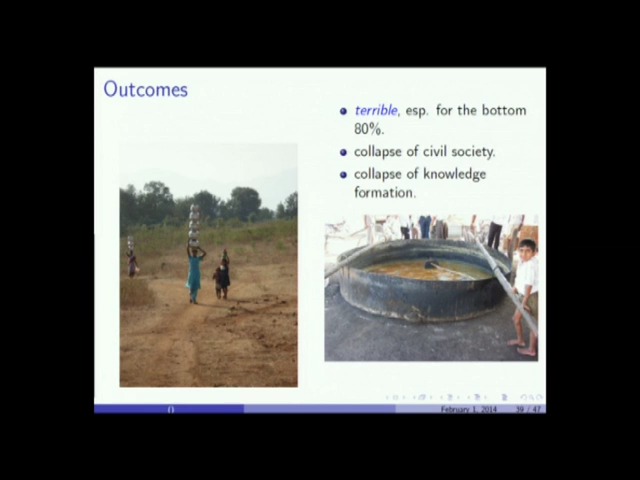 Outcomes
terrible, esp. for the bottom
80%.
collapse of civil society.
collapse of knowledge
formation.
()
February 1, 2014 39 / 47